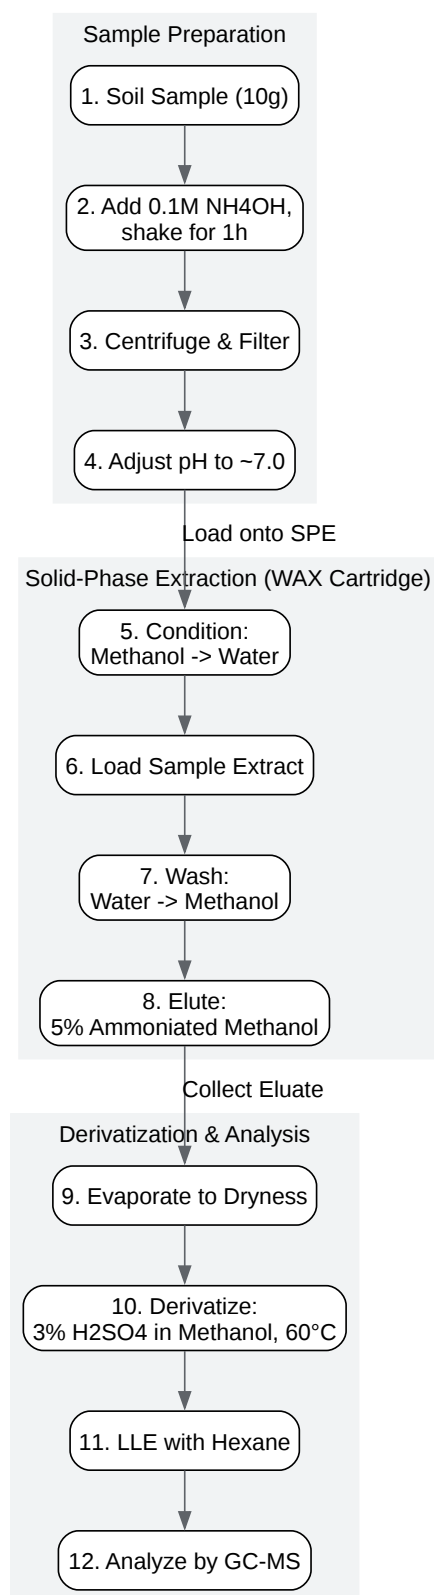 Sample Preparation
1. Soil Sample (10g)
2. Add 0.1M NH4OH,
shake for 1h
3. Centrifuge & Filter
4. Adjust pH to ~7.0
Load onto SPE
Solid-Phase Extraction (WAX Cartridge)
5. Condition:
Methanol -> Water
6. Load Sample Extract
7. Wash:
Water -> Methanol
8. Elute:
5% Ammoniated Methanol
Collect Eluate
Derivatization & Analysis
9. Evaporate to Dryness
10. Derivatize:
3% H2SO4 in Methanol, 60°C
11. LLE with Hexane
12. Analyze by GC-MS